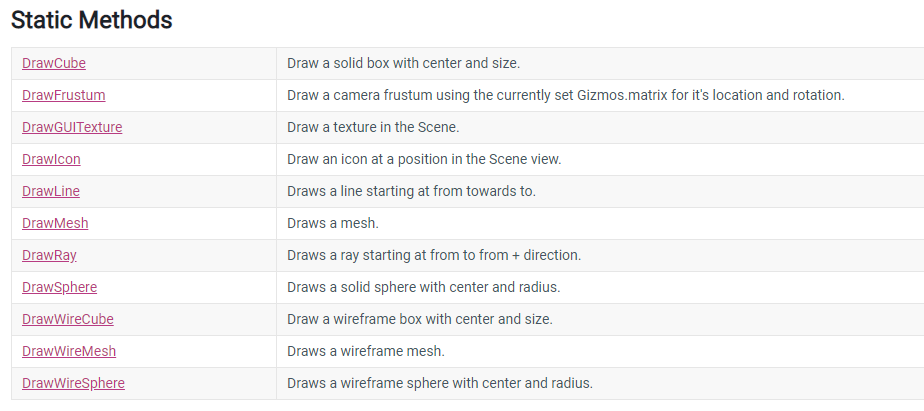 Static Methods
DrawCube Draw a solid box with center and size.
DrawFrustum Draw a camera frustum using the currently set Gizmos.matrix for it's location and rotation.
DrawGUITexture Draw a texture in the Scene.
DrawIcon Draw an icon at a position in the Scene view.
DrawLine Draws a line starting at from towards to.
DrawMesh Draws a mesh.
DrawRay Draws a ray starting at from to from + direction.
DrawSphere Draws a solid sphere with center and radius.
DrawWireCube Draw a wireframe box with center and size.
DrawWireMesh Draws a wireframe mesh.
DrawWireSphere Draws a wireframe sphere with center and radius.